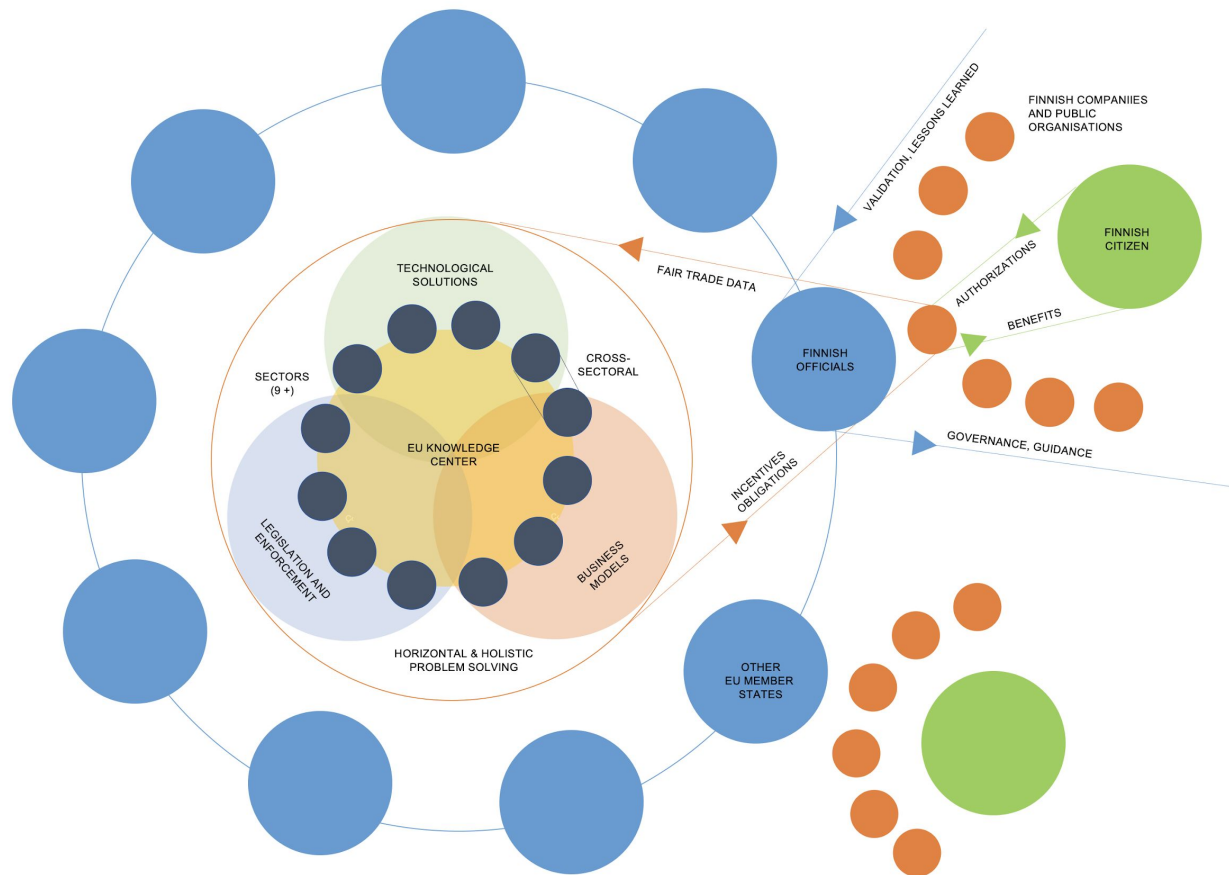 VALIDATION, LESSONS LEARNED
FINNISH COMPANIIES
AND PUBLIC
ORGANISATIONS
FINNISH
CITIZEN
AUTHORIZATIONS
BENEFITS
FAIR TRADE DATA
FINNISH
OFFICIALS
GOVERNANCE, GUIDANCE
TECHNOLOGICAL
SOLUTIONS
SECTORS
(9 +)
CROSS-
SECTORAL
EU KNOWLEDGE
CENTER
LEGISLATION AND
ENFORCEMENT
BUSINESS
MODELS
INCENTIVES
OBLIGATIONS
HORIZONTAL & HOLISTIC
PROBLEM SOLVING
OTHER
EU MEMBER
STATES